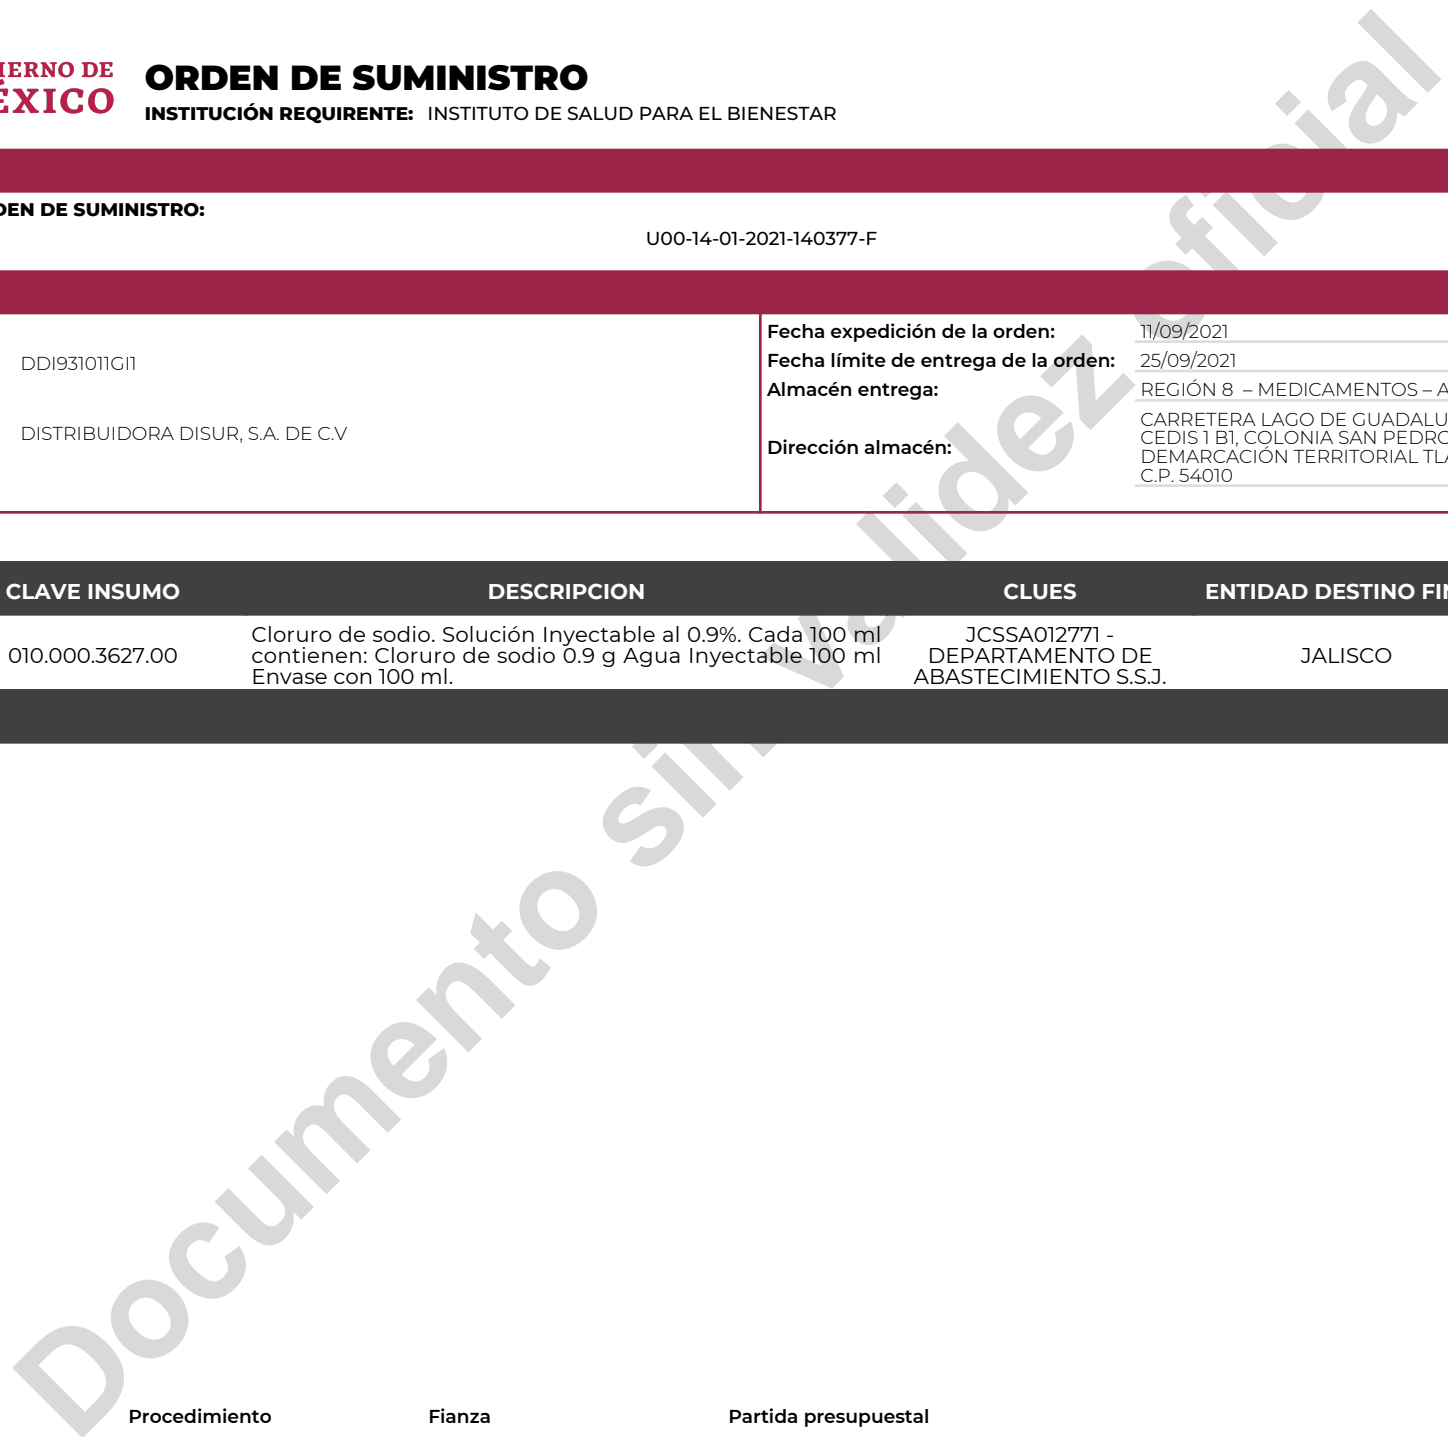 IERNO DE
ÉXICO
ORDEN DE SUMINISTRO
INSTITUCIÓN REQUIRENTE: INSTITUTO DE SALUD PARA EL BIENESTAR
DEN DE SUMINISTRO:
U00-14-01-2021-140377-F
DDI931011GI1
DISTRIBUIDORA DISUR, S.A. DE C.V
Fecha expedición de la orden: 11/09/2021
Fecha límite de entrega de la orden: 25/09/2021
Almacén entrega: REGIÓN 8 – MEDICAMENTOS – A
Dirección almacén:
CARRETERA LAGO DE GUADALU
CEDIS 1 B1, COLONIA SAN PEDRO
DEMARCACIÓN TERRITORIAL TLA
C.P. 54010
CLAVE INSUMO DESCRIPCION CLUES ENTIDAD DESTINO FIN
010.000.3627.00
Cloruro de sodio. Solución Inyectable al 0.9%. Cada 100 ml
contienen: Cloruro de sodio 0.9 g Agua Inyectable 100 ml
Envase con 100 ml.
JCSSA012771 -
DEPARTAMENTO DE
ABASTECIMIENTO S.S.J.
JALISCO
Documento sin validez oficial
Procedimiento Fianza Partida presupuestal